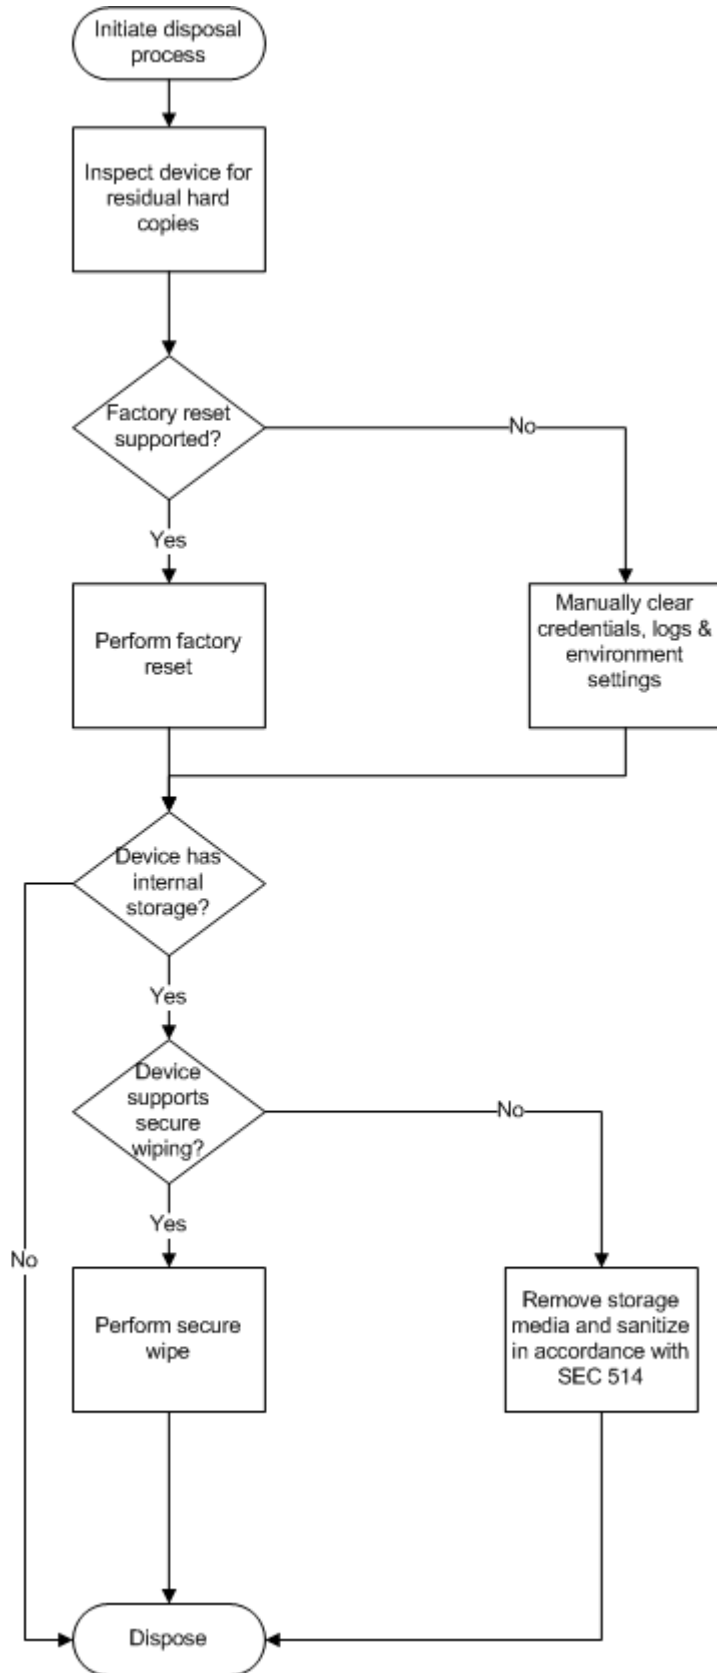 Initiate disposal
process
Inspect device for
residual hard
copies
Factory reset
supported?
No
Yes
Perform factory
reset
Manually clear
credentials, logs &
environment
settings
Device has
internal
storage?
Yes
Device
supports
secure
wiping?
No
Yes
No
Perform secure
wipe
Remove storage
media and sanitize
in accordance with
SEC 514
Dispose